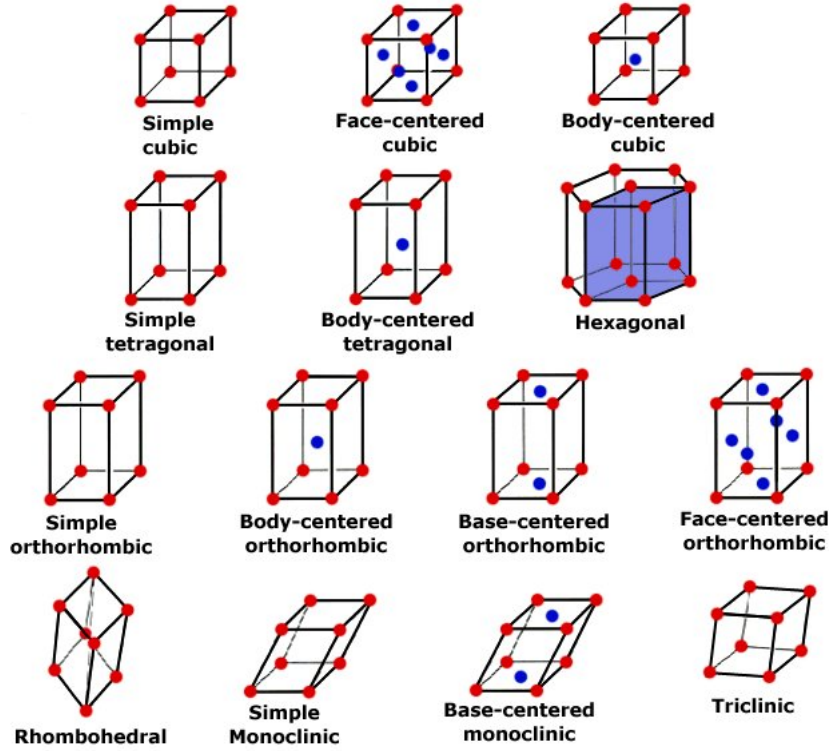 Simple
cubic
Face-centered
cubic
Body-centered
cubic
Simple
tetragonal
Body-centered
tetragonal
Hexagonal
Simple
orthorhombic
Body-centered
orthorhombic
Base-centered
orthorhombic
Face-centered
orthorhombic
Rhombohedral
Simple
Monoclinic
Base-centered
monoclinic
Triclinic